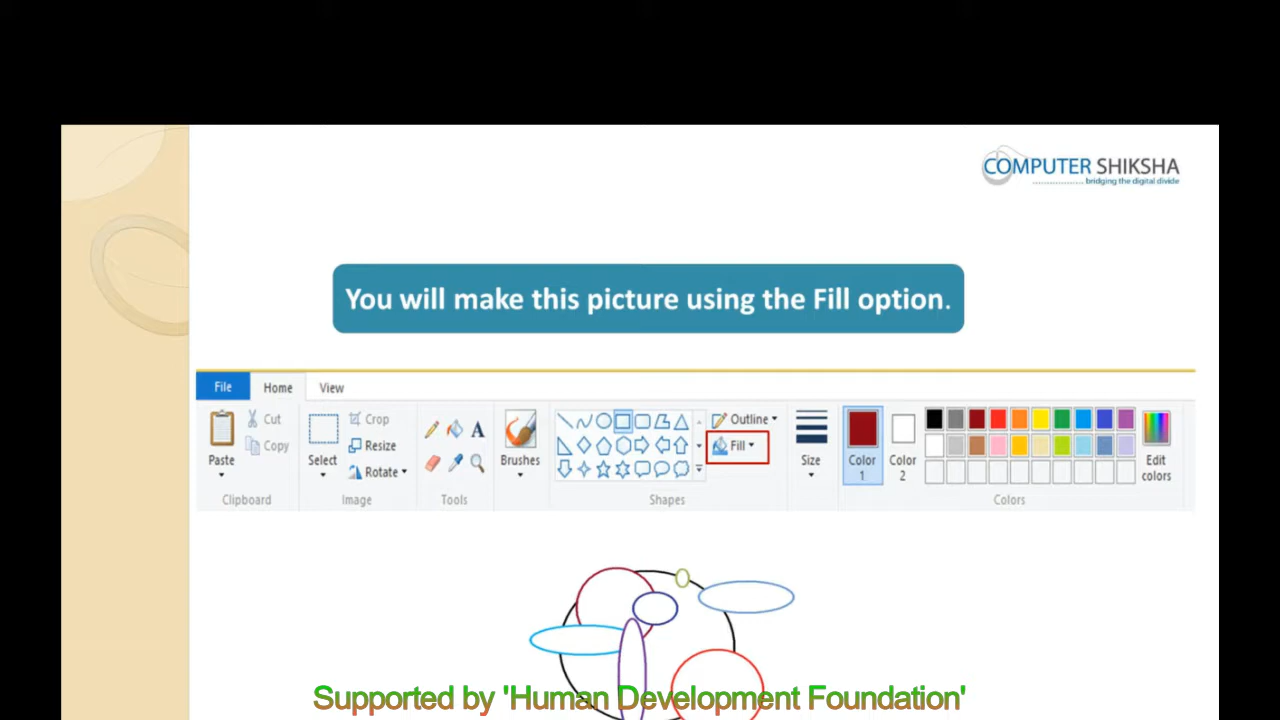 COMPUTER SHIKSHA
bridging the digital divide
You will make this picture using the Fill option.
File Home View
Cut
Copy
Paste
Clipboard
Crop
Resize
Rotate
Select
Image
A
Tools
Brushes
Outline
Fill
Shapes
Size
Color
1
Color
2
Edit
colors
Colors
Supported by 'Human Development Foundation'